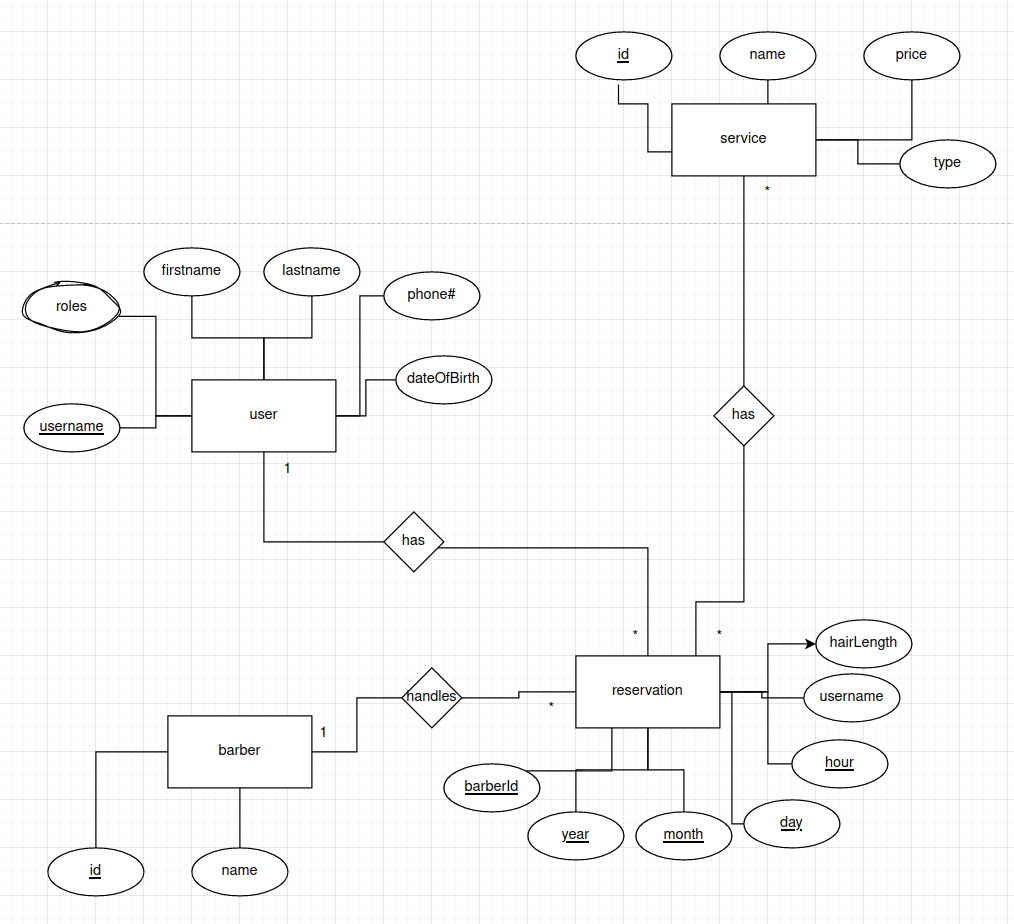 id
name
price
service
type
*
firstname
lastname
roles
phone#
dateOfBirth
user
username
has
1
has
*
*
hairLength
reservation
username
handles
*
1
barber
hour
barberId
year
month
day
id
name